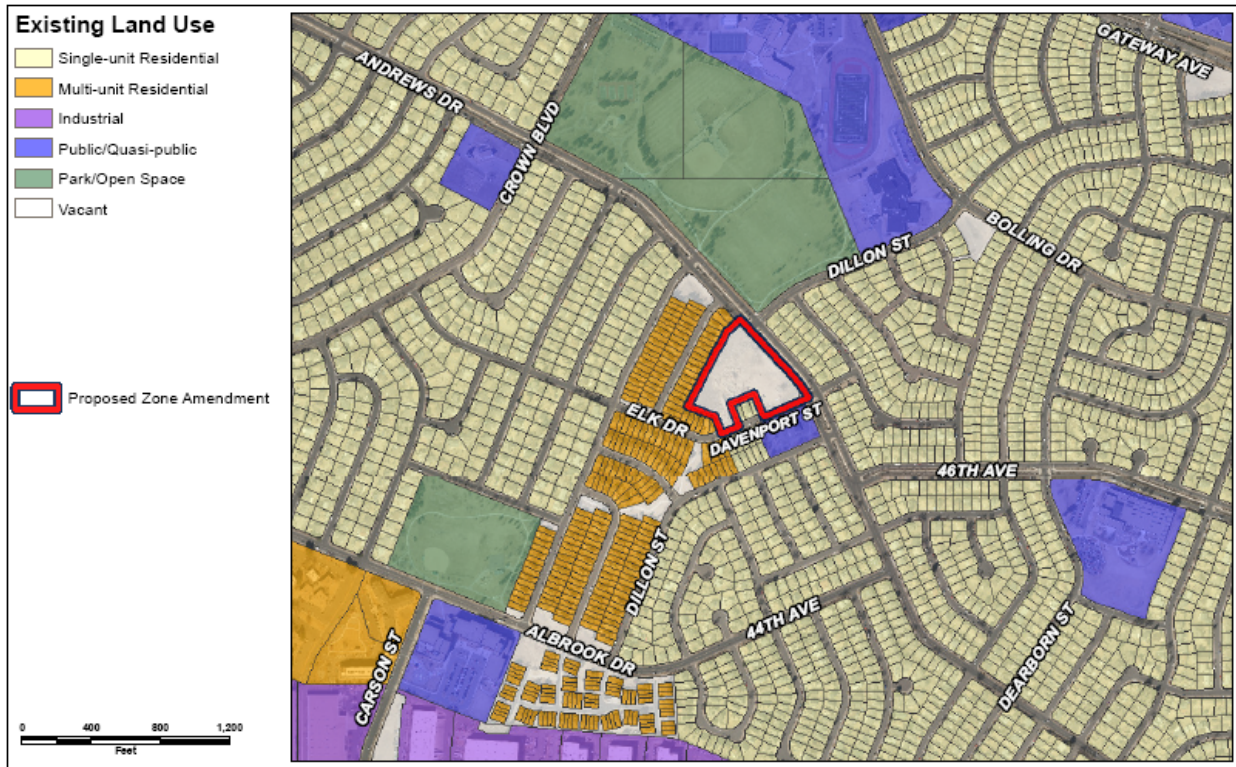 Existing Land Use
Single-unit Residential
Multi-unit Residential
Industrial
Public/Quasi-public
Park/Open Space
Vacant
Proposed Zone Amendment
0 400 800 1,200
Feet
ANDREWS DR
CROWN BLVD
GATEWAY AVE
BOLLING DR
DILLON ST
ELK DR
DAVENPORT ST
46TH AVE
DILLON ST
44TH AVE
ALBROOK DR
CARSON ST
DEARBORN ST